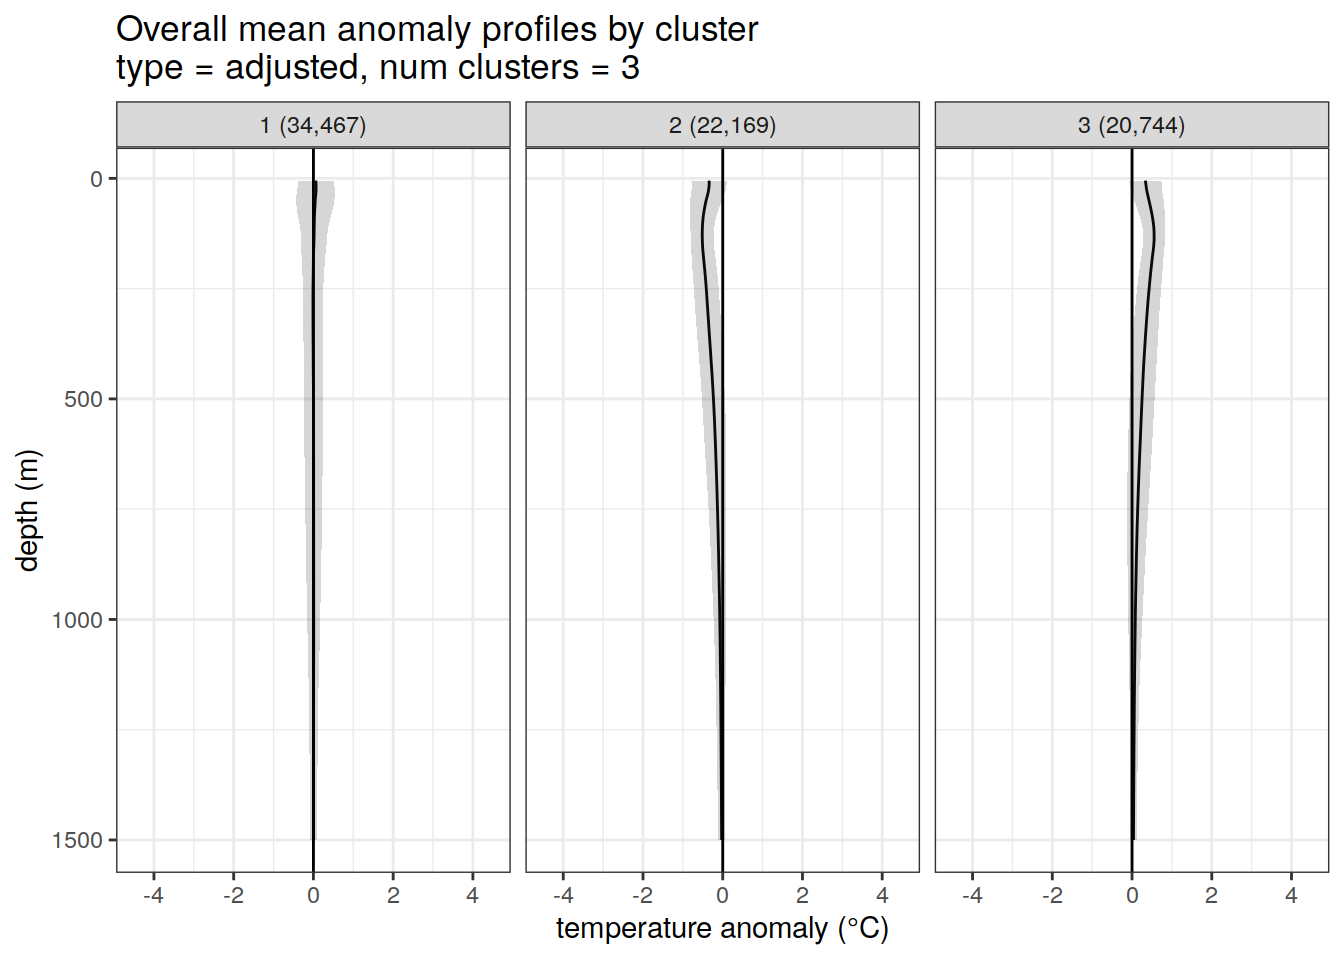 Overall mean anomaly profiles by cluster
type = adjusted, num clusters = 3
1 (34,467)
2 (22,169)
3 (20,744)
depth (m)
0
500
1000
1500
-4 -2 0 2 4
-4 -2 0 2 4
-4 -2 0 2 4
temperature anomaly (°C)